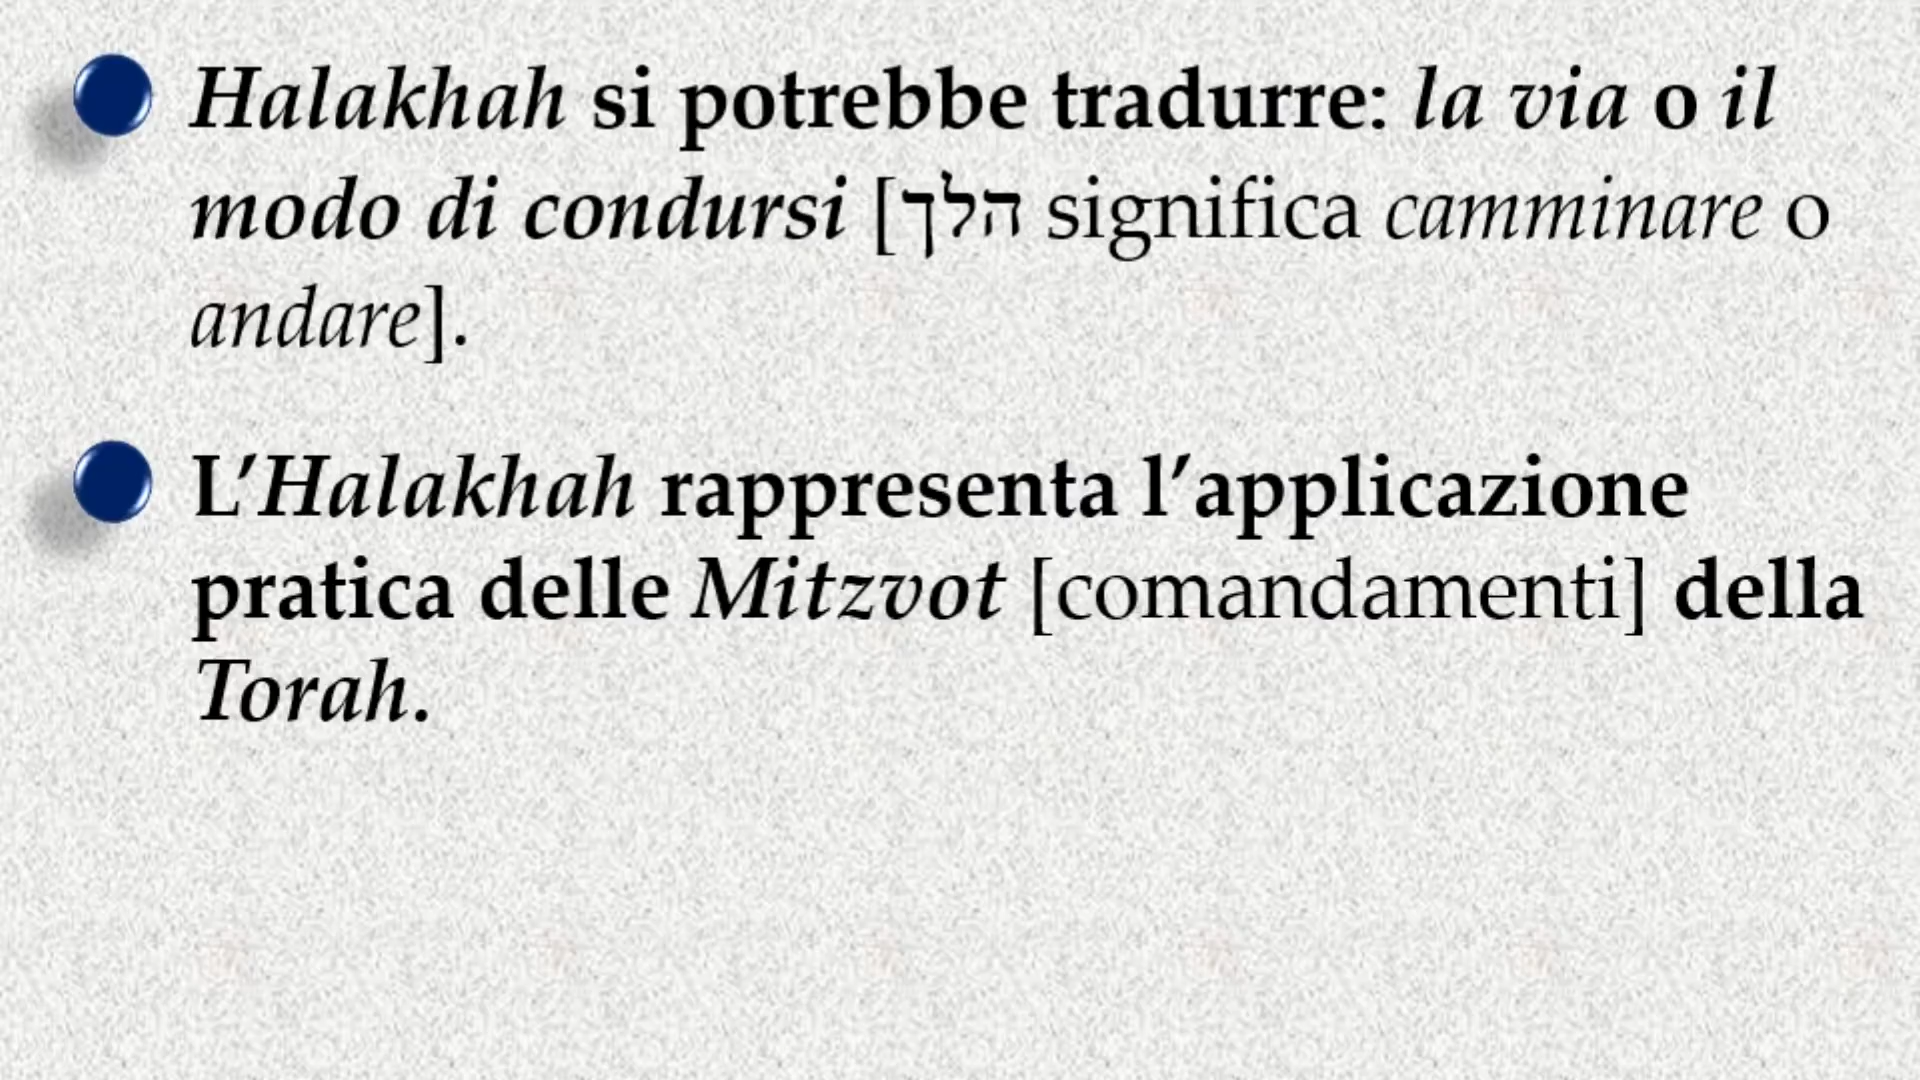 Halakhah si potrebbe tradurre: la via o il
modo di condursi [הלך significa camminare o
andare].
L’Halakhah rappresenta l’applicazione
pratica delle Mitzvot [comandamenti] della
Torah.